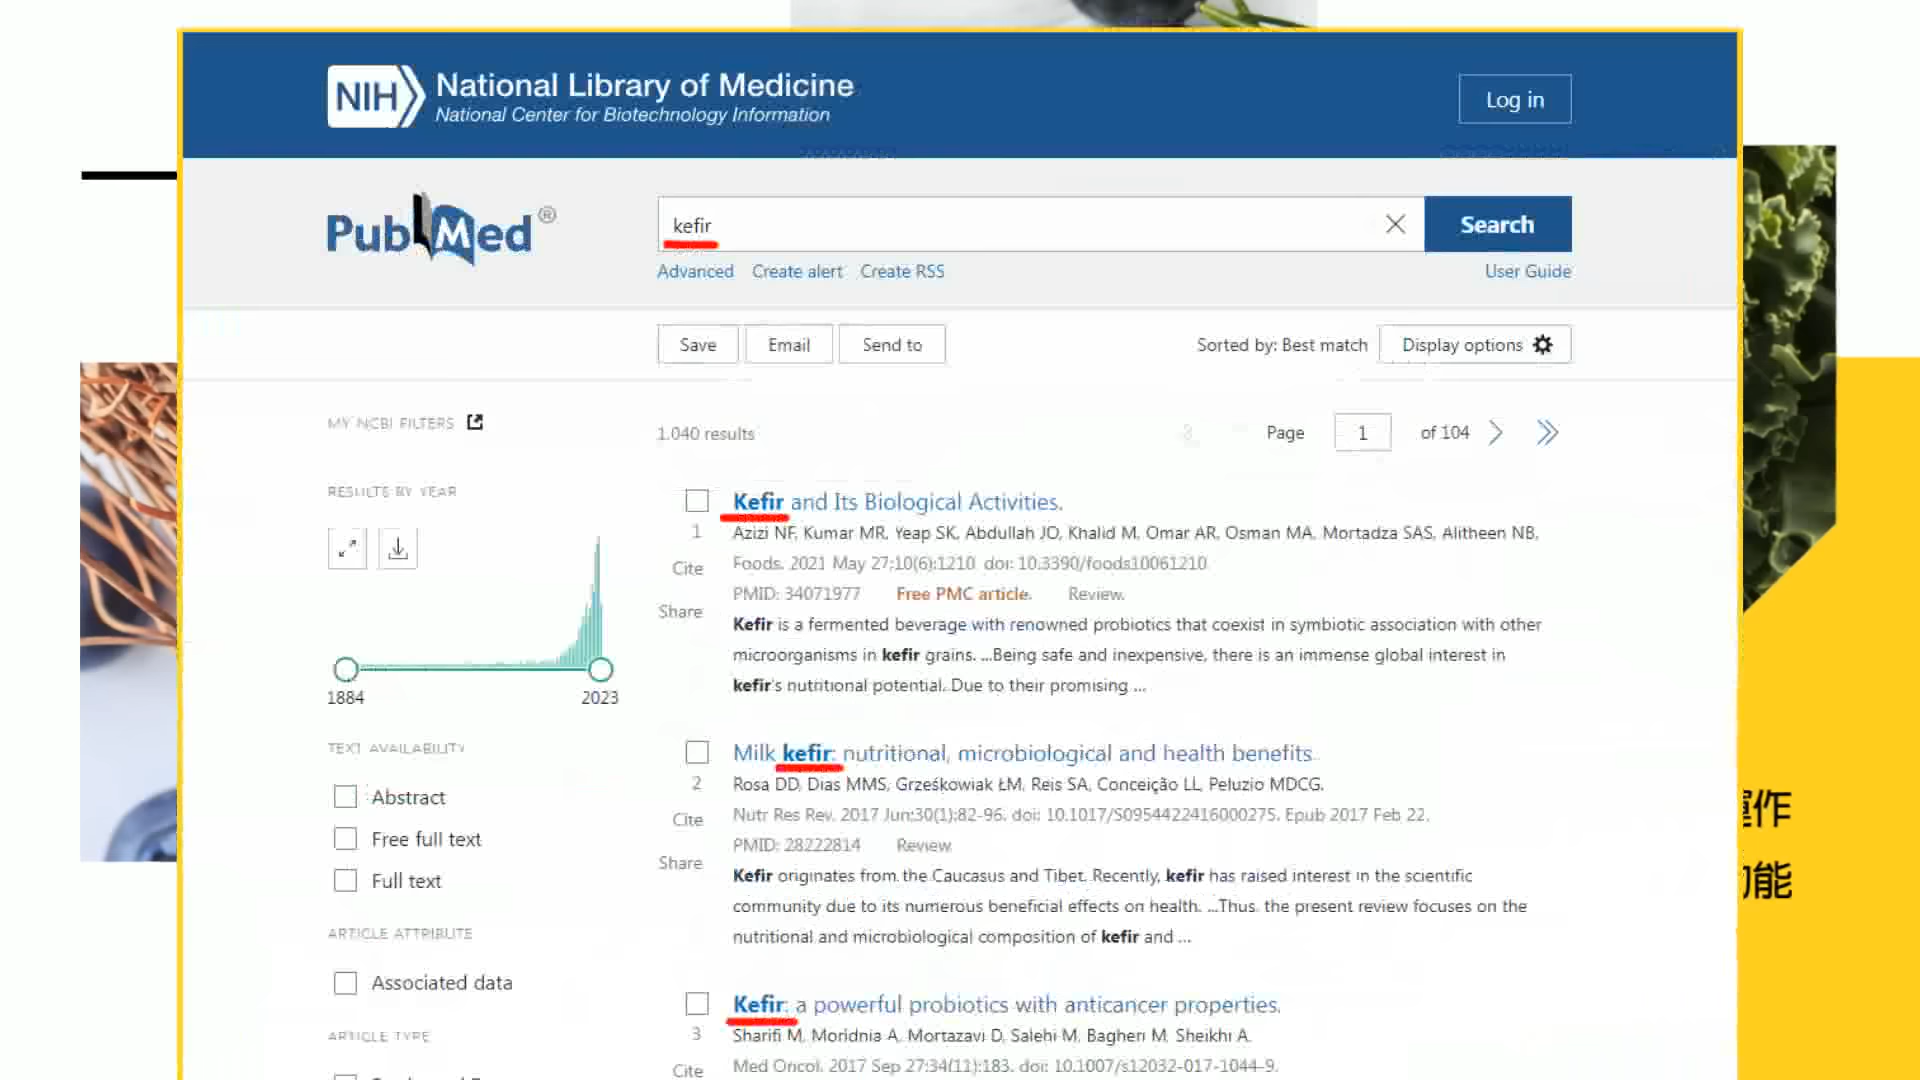 NIH National Library of Medicine
National Center for Biotechnology Information
Log in
PubMed®
kefir
Search
Advanced Create alert Create RSS
User Guide
Save Email Send to
Sorted by: Best match Display options
MY NCBI FILTERS
1.040 results
Page 1 of 104
RESULTS BY YEAR
1884 2023
TEXT AVAILABILITY
Abstract
Free full text
Full text
ARTICLE ATTRIBUTE
Associated data
ARTICLE TYPE
Kefir and Its Biological Activities.
1
Azizi NF, Kumar MR, Yeap SK, Abdullah JO, Khalid M, Omar AR, Osman MA, Mortadza SAS, Alitheen NB.
Cite
Foods. 2021 May 27;10(6):1210. doi: 10.3390/foods10061210.
PMID: 34071977 Free PMC article. Review.
Share
Kefir is a fermented beverage with renowned probiotics that coexist in symbiotic association with other
microorganisms in kefir grains. ...Being safe and inexpensive, there is an immense global interest in
kefir's nutritional potential. Due to their promising ...
Milk kefir: nutritional, microbiological and health benefits.
2
Rosa DD, Dias MMS, Grześkowiak ŁM, Reis SA, Conceição LL, Peluzio MDCG.
Cite
Nutr Res Rev. 2017 Jun;30(1):82-96. doi: 10.1017/S0954422416000275. Epub 2017 Feb 22.
PMID: 28222814 Review.
Share
Kefir originates from the Caucasus and Tibet. Recently, kefir has raised interest in the scientific
community due to its numerous beneficial effects on health. ...Thus, the present review focuses on the
nutritional and microbiological composition of kefir and ...
Kefir: a powerful probiotics with anticancer properties.
3
Sharifi M, Moridnia A, Mortazavi D, Salehi M, Bagheri M, Sheikhi A.
Cite
Med Oncol. 2017 Sep 27;34(11):183. doi: 10.1007/s12032-017-1044-9.
運作
功能